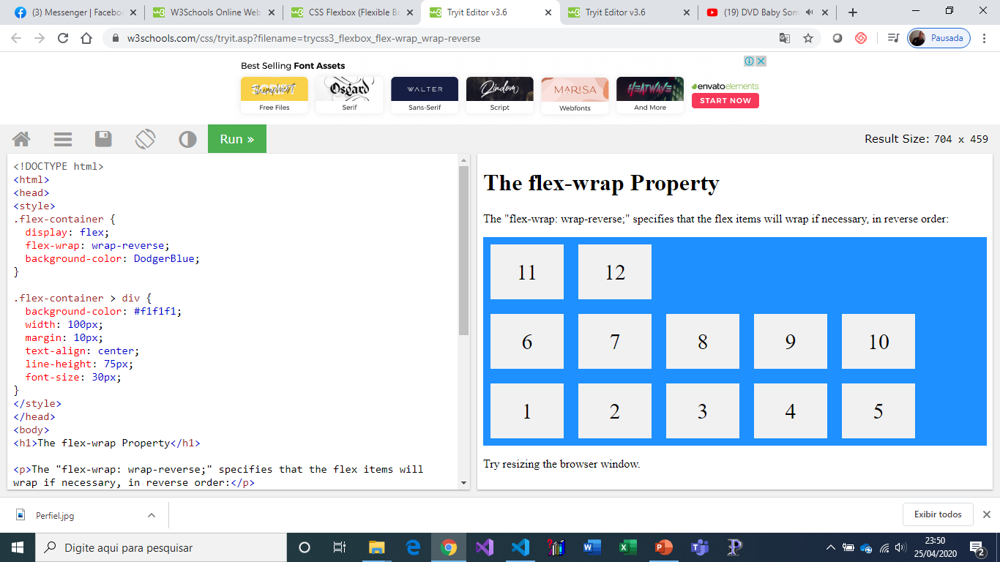 (3) Messenger | Faceboo
W3Schools Online Web
CSS Flexbox (Flexible Bo
Tryit Editor v3.6
Tryit Editor v3.6
(19) DVD Baby Som
w3schools.com/css/tryit.asp?filename=trycss3_flexbox_flex-wrap_wrap-reverse
Pausada
Best Selling Font Assets
Free Files
Osgard
Serif
WALTER
Sans-Serif
Qindom
Script
MARISA
Webfonts
HEATWAVE
And More
envatoelements
START NOW
Run »
Result Size: 704 x 459
<!DOCTYPE html>
<html>
<head>
<style>
.flex-container {
  display: flex;
  flex-wrap: wrap-reverse;
  background-color: DodgerBlue;
}
.flex-container > div {
  background-color: #f1f1f1;
  width: 100px;
  margin: 10px;
  text-align: center;
  line-height: 75px;
  font-size: 30px;
}
</style>
</head>
<body>
<h1>The flex-wrap Property</h1>
<p>The "flex-wrap: wrap-reverse;" specifies that the flex items will
wrap if necessary, in reverse order:</p>
The flex-wrap Property
The "flex-wrap: wrap-reverse;" specifies that the flex items will wrap if necessary, in reverse order:
11 12
6 7 8 9 10
1 2 3 4 5
Try resizing the browser window.
Perfiel.jpg
Exibir todos
Digite aqui para pesquisar
23:50
25/04/2020
2